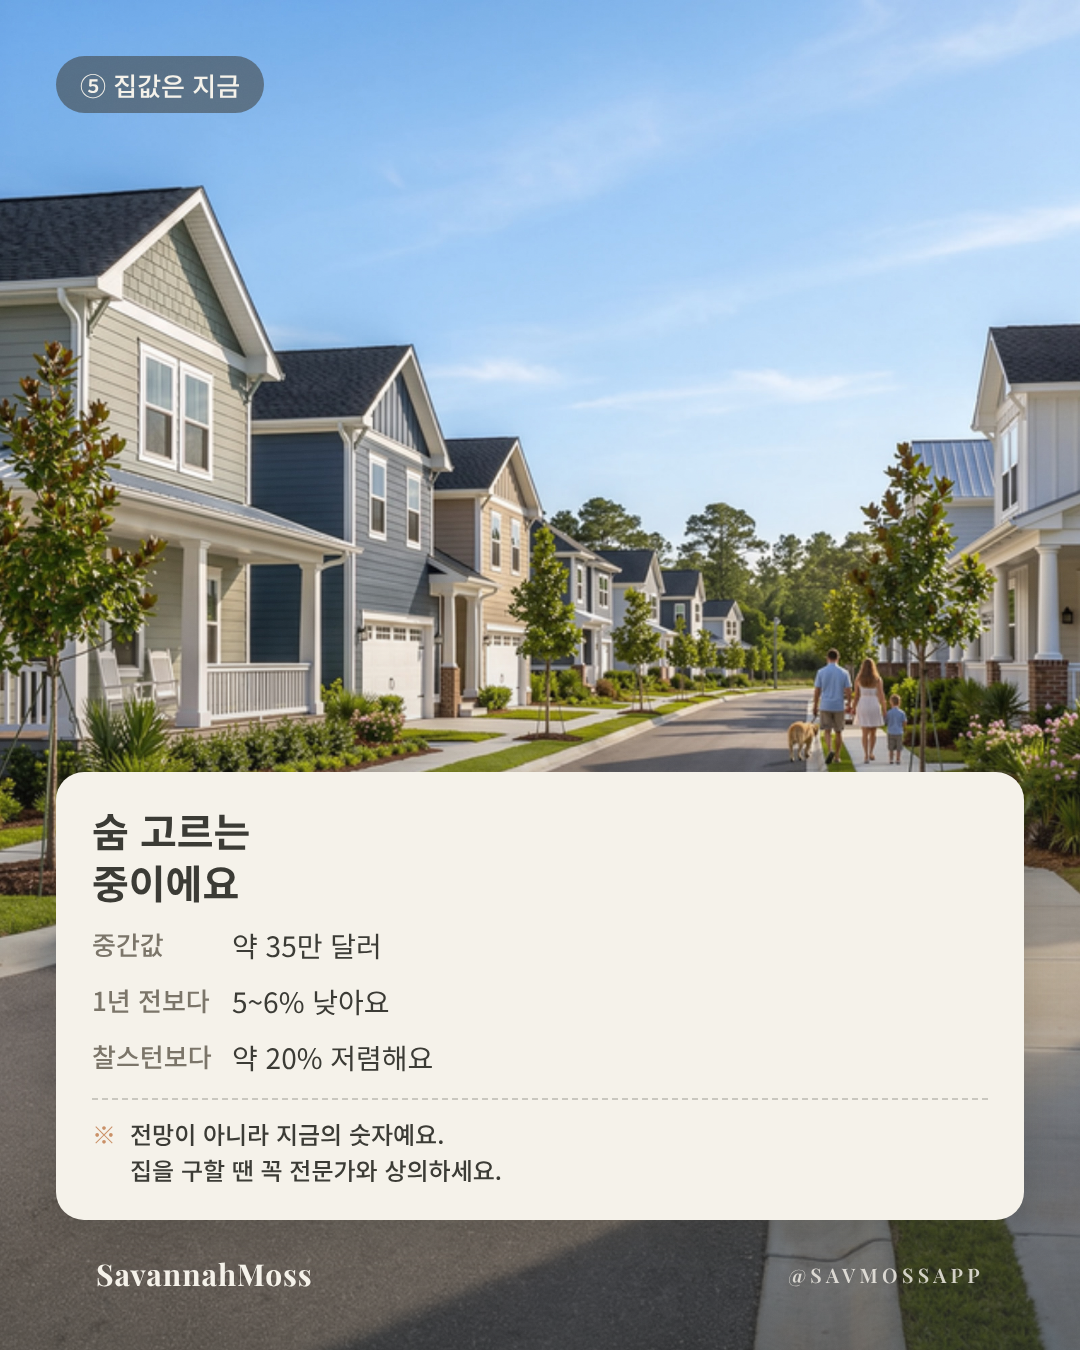 ⑤ 집값은 지금
숨 고르는
중이에요
중간값 약 35만 달러
1년 전보다 5~6% 낮아요
찰스턴보다 약 20% 저렴해요
※ 전망이 아니라 지금의 숫자예요.
집을 구할 땐 꼭 전문가와 상의하세요.
SavannahMoss
@SAVMOSSAPP